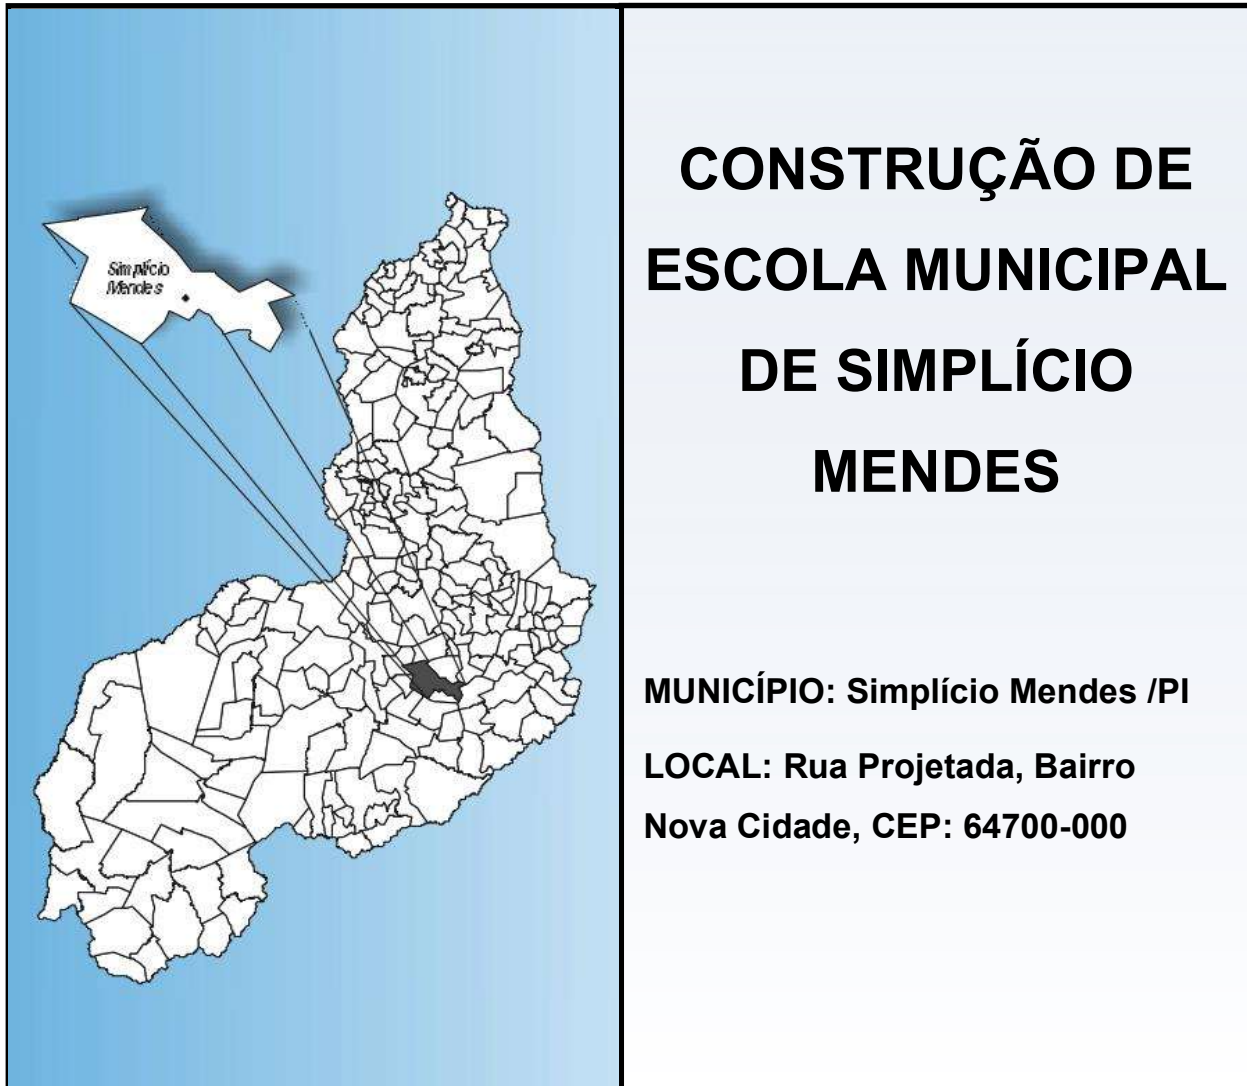 Simplício
Mendes
CONSTRUÇÃO DE
ESCOLA MUNICIPAL
DE SIMPLÍCIO
MENDES
MUNICÍPIO: Simplício Mendes /PI
LOCAL: Rua Projetada, Bairro
Nova Cidade, CEP: 64700-000